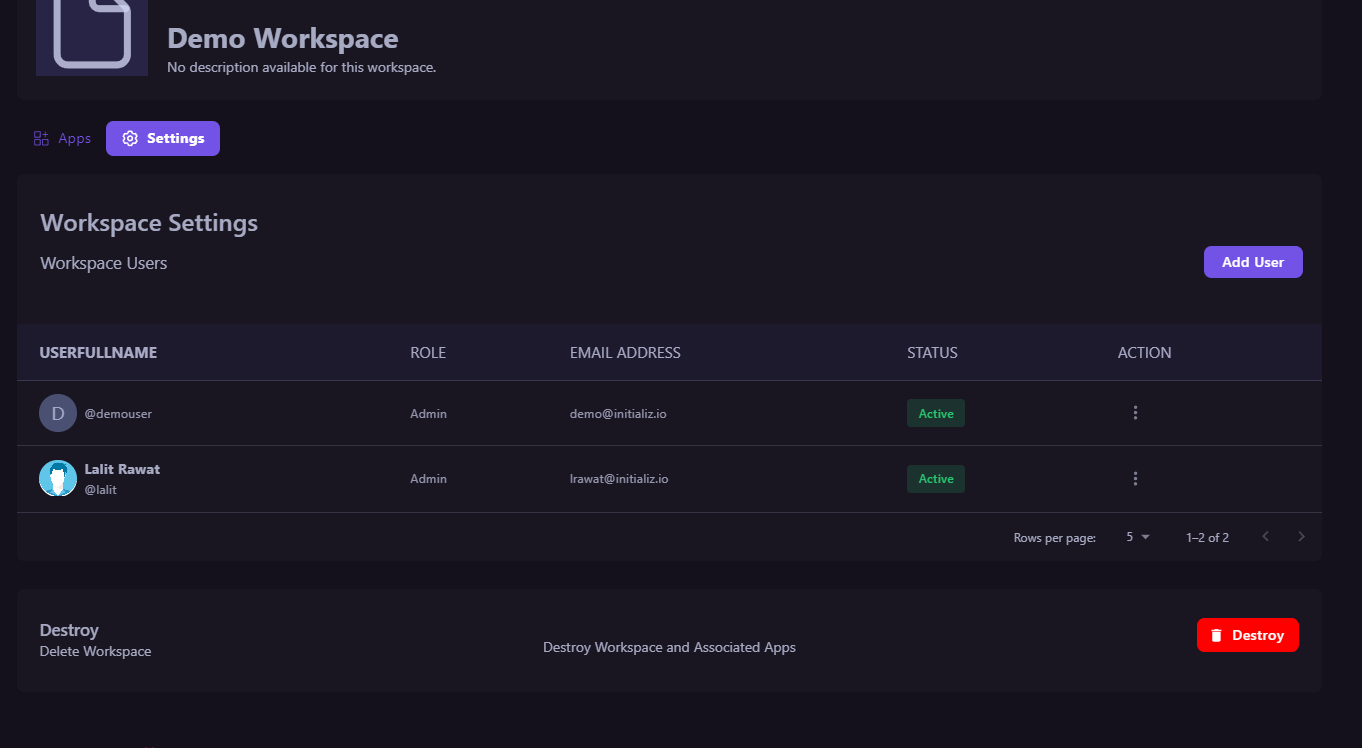 Demo Workspace
No description available for this workspace.
Apps
Settings
Workspace Settings
Workspace Users
Add User
USERFULLNAME ROLE EMAIL ADDRESS STATUS ACTION
D @demouser Admin demo@initializ.io Active
Lalit Rawat
@lalit Admin lrawat@initializ.io Active
Rows per page: 5 1–2 of 2
Destroy
Delete Workspace
Destroy Workspace and Associated Apps
Destroy